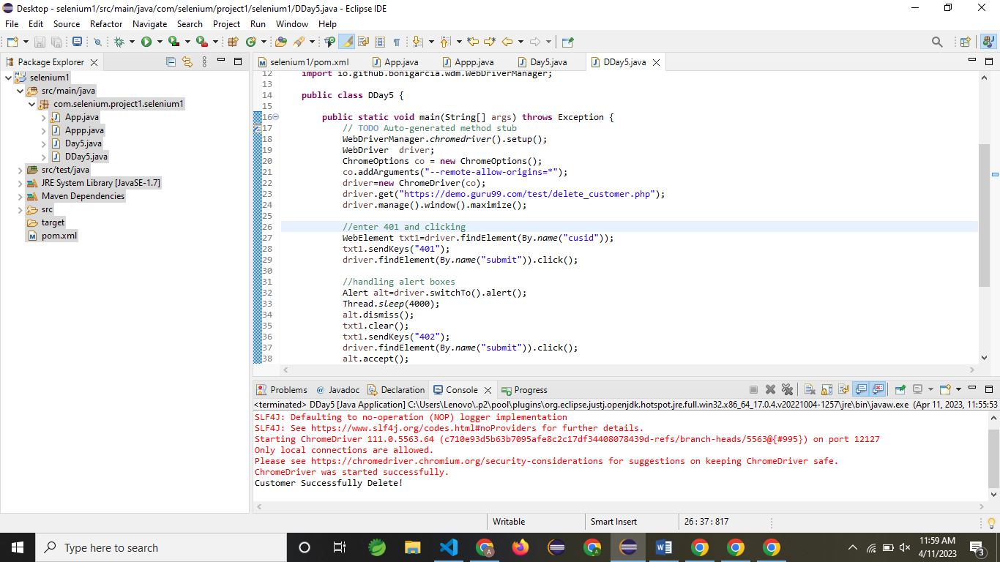 Desktop - selenium1/src/main/java/com/selenium/project1/selenium1/DDay5.java - Eclipse IDE
File Edit Source Refactor Navigate Search Project Run Window Help
Package Explorer
selenium1
src/main/java
com.selenium.project1.selenium1
App.java
Appp.java
Day5.java
DDay5.java
src/test/java
JRE System Library [JavaSE-1.7]
Maven Dependencies
src
target
pom.xml
selenium1/pom.xml App.java Appp.java Day5.java DDay5.java
12 import io.github.bonigarcia.wdm.WebDriverManager;
13
14 public class DDay5 {
15
16 public static void main(String[] args) throws Exception {
17 // TODO Auto-generated method stub
18 WebDriverManager.chromedriver().setup();
19 WebDriver  driver;
20 ChromeOptions co = new ChromeOptions();
21 co.addArguments("--remote-allow-origins=*");
22 driver=new ChromeDriver(co);
23 driver.get("https://demo.guru99.com/test/delete_customer.php");
24 driver.manage().window().maximize();
25
26 //enter 401 and clicking
27 WebElement txt1=driver.findElement(By.name("cusid"));
28 txt1.sendKeys("401");
29 driver.findElement(By.name("submit")).click();
30
31 //handling alert boxes
32 Alert alt=driver.switchTo().alert();
33 Thread.sleep(4000);
34 alt.dismiss();
35 txt1.clear();
36 txt1.sendKeys("402");
37 driver.findElement(By.name("submit")).click();
38 alt.accept();
Problems @ Javadoc Declaration Console Progress
<terminated> DDay5 [Java Application] C:\Users\Lenovo\.p2\pool\plugins\org.eclipse.justj.openjdk.hotspot.jre.full.win32.x86_64_17.0.4.v20221004-1257\jre\bin\javaw.exe (Apr 11, 2023, 11:55:53
SLF4J: Defaulting to no-operation (NOP) logger implementation
SLF4J: See https://www.slf4j.org/codes.html#noProviders for further details.
Starting ChromeDriver 111.0.5563.64 (c710e93d5b63b7095afe8c2c17df34408078439d-refs/branch-heads/5563@{#995}) on port 12127
Only local connections are allowed.
Please see https://chromedriver.chromium.org/security-considerations for suggestions on keeping ChromeDriver safe.
ChromeDriver was started successfully.
Customer Successfully Delete!
Writable Smart Insert 26 : 37 : 817
Type here to search
11:59 AM
4/11/2023
3